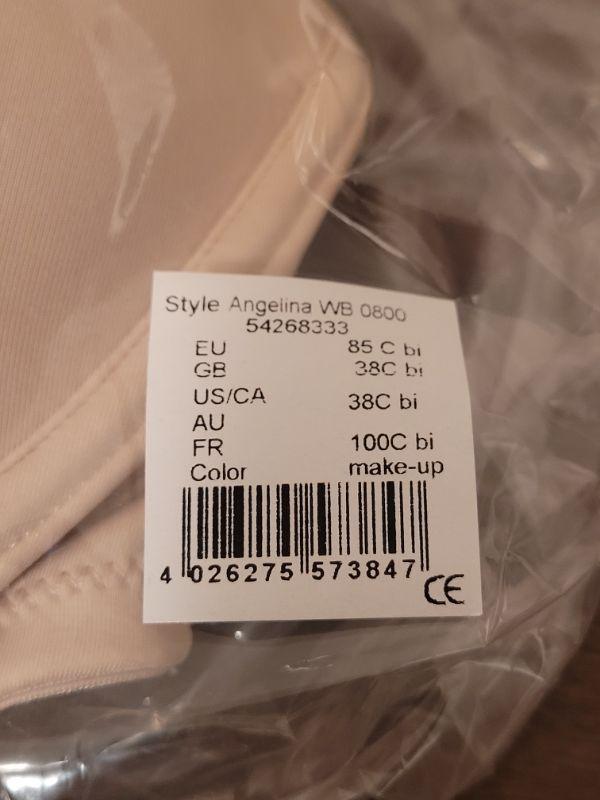 Style Angelina WB 0800
54268333
EU 85 C bi
GB 38C bi
US/CA 38C bi
AU
FR 100C bi
Color make-up
4 026275 573847
CE